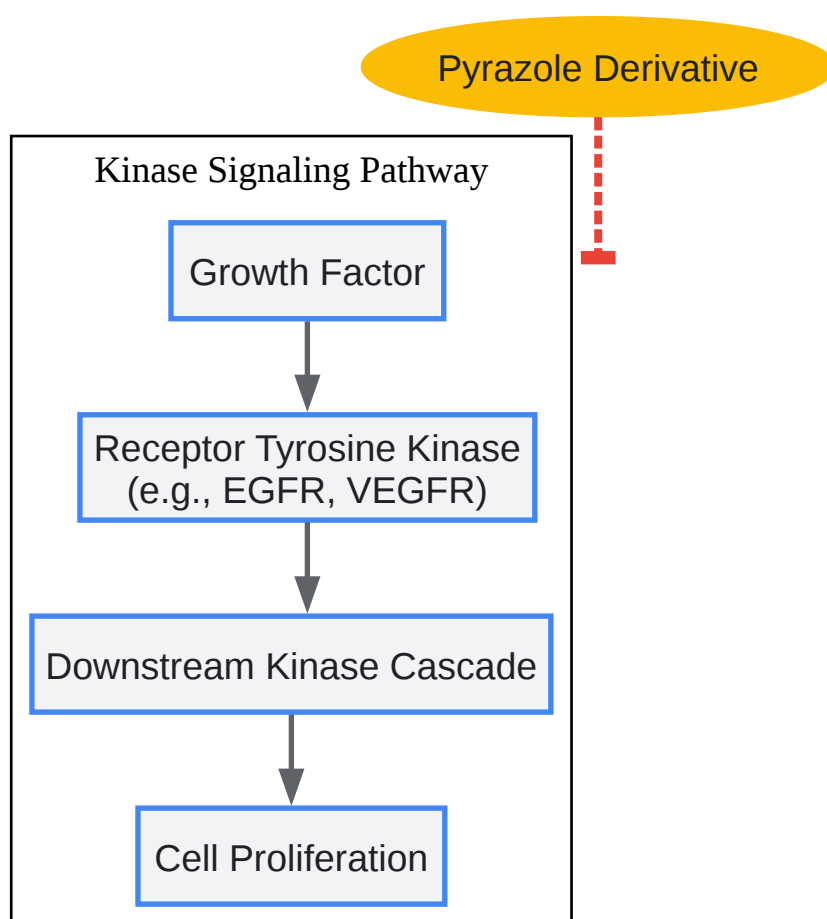 Pyrazole Derivative
Kinase Signaling Pathway
Growth Factor
Receptor Tyrosine Kinase
(e.g., EGFR, VEGFR)
Downstream Kinase Cascade
Cell Proliferation